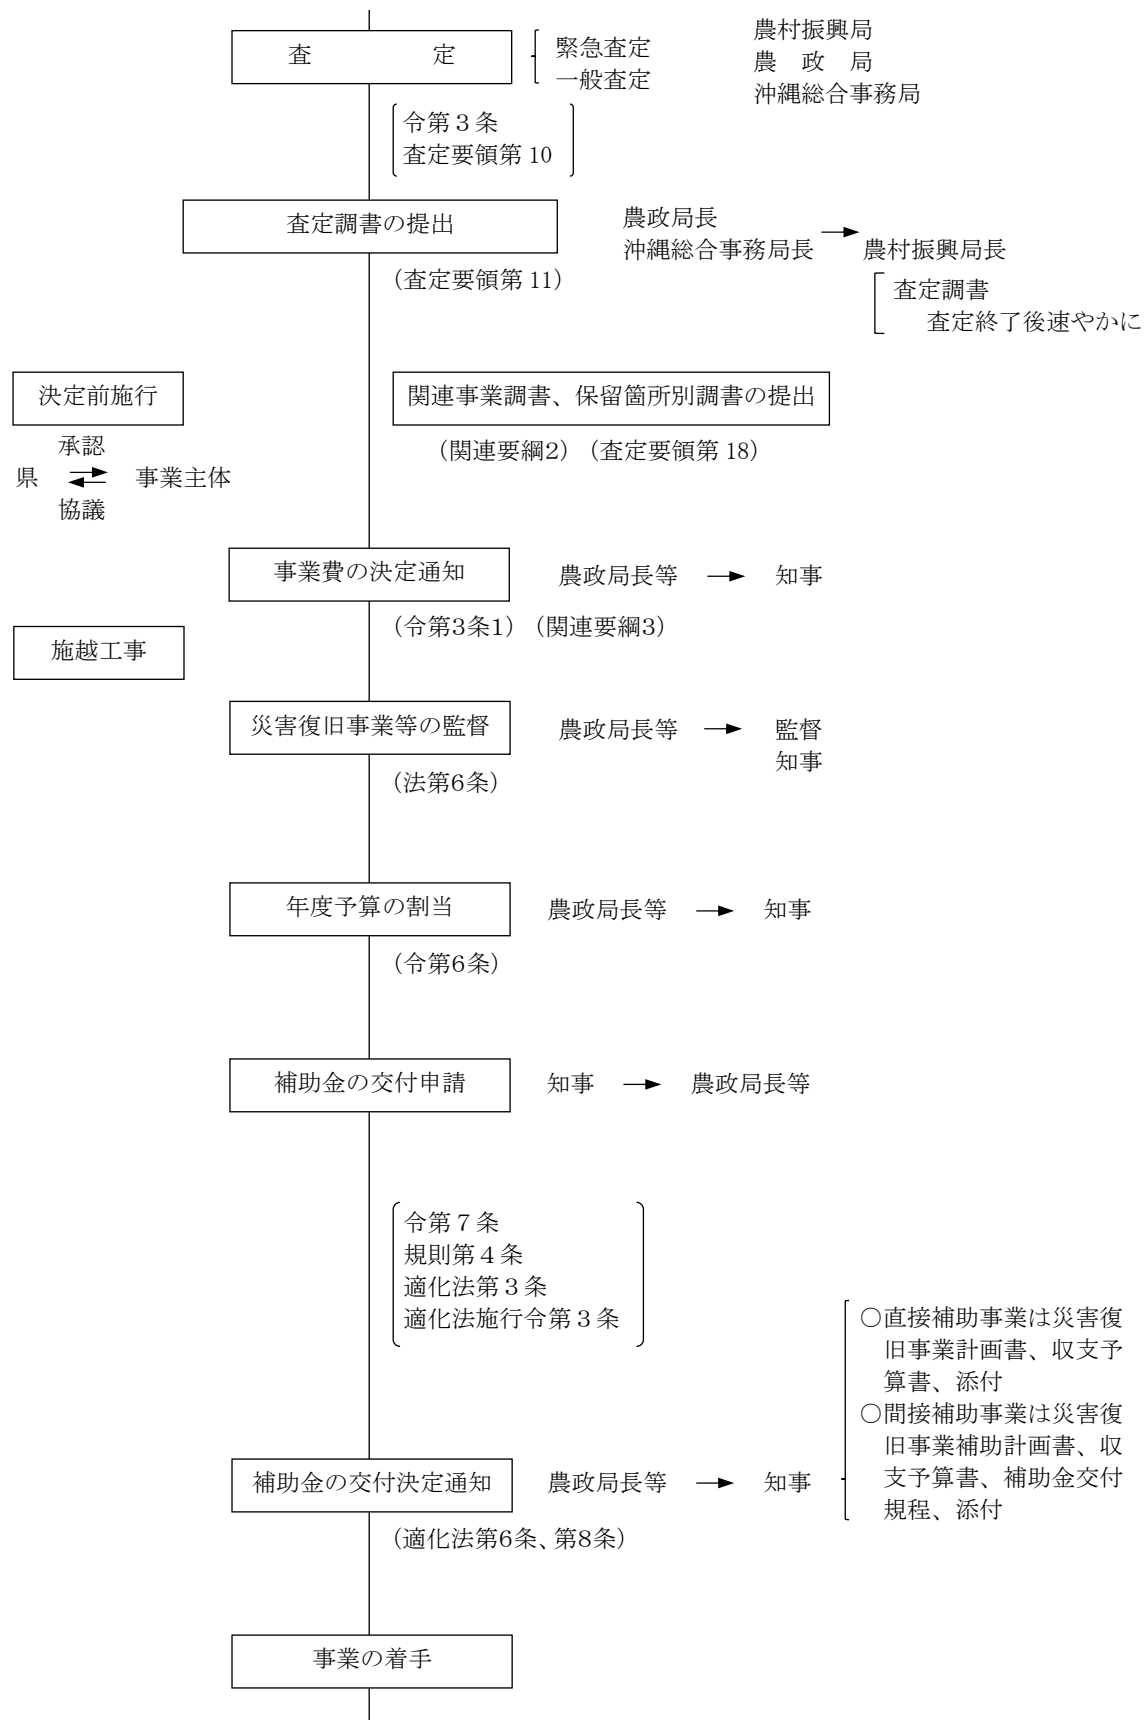 査　定
緊急査定
一般査定
農村振興局
農　政　局
沖縄総合事務局
令第３条
査定要領第 10
査定調書の提出
農政局長
沖縄総合事務局長
農村振興局長
（査定要領第 11）
査定調書
査定終了後速やかに
決定前施行
承認
県
事業主体
協議
関連事業調書、保留箇所別調書の提出
（関連要綱2）（査定要領第 18）
事業費の決定通知
農政局長等
知事
（令第3条1）（関連要綱3）
施越工事
災害復旧事業等の監督
農政局長等
監督
知事
（法第6条）
年度予算の割当
農政局長等
知事
（令第6条）
補助金の交付申請
知事
農政局長等
令第７条
規則第４条
適化法第３条
適化法施行令第３条
補助金の交付決定通知
農政局長等
知事
○直接補助事業は災害復
旧事業計画書、収支予
算書、添付
○間接補助事業は災害復
旧事業補助計画書、収
支予算書、補助金交付
規程、添付
（適化法第6条、第8条）
事業の着手